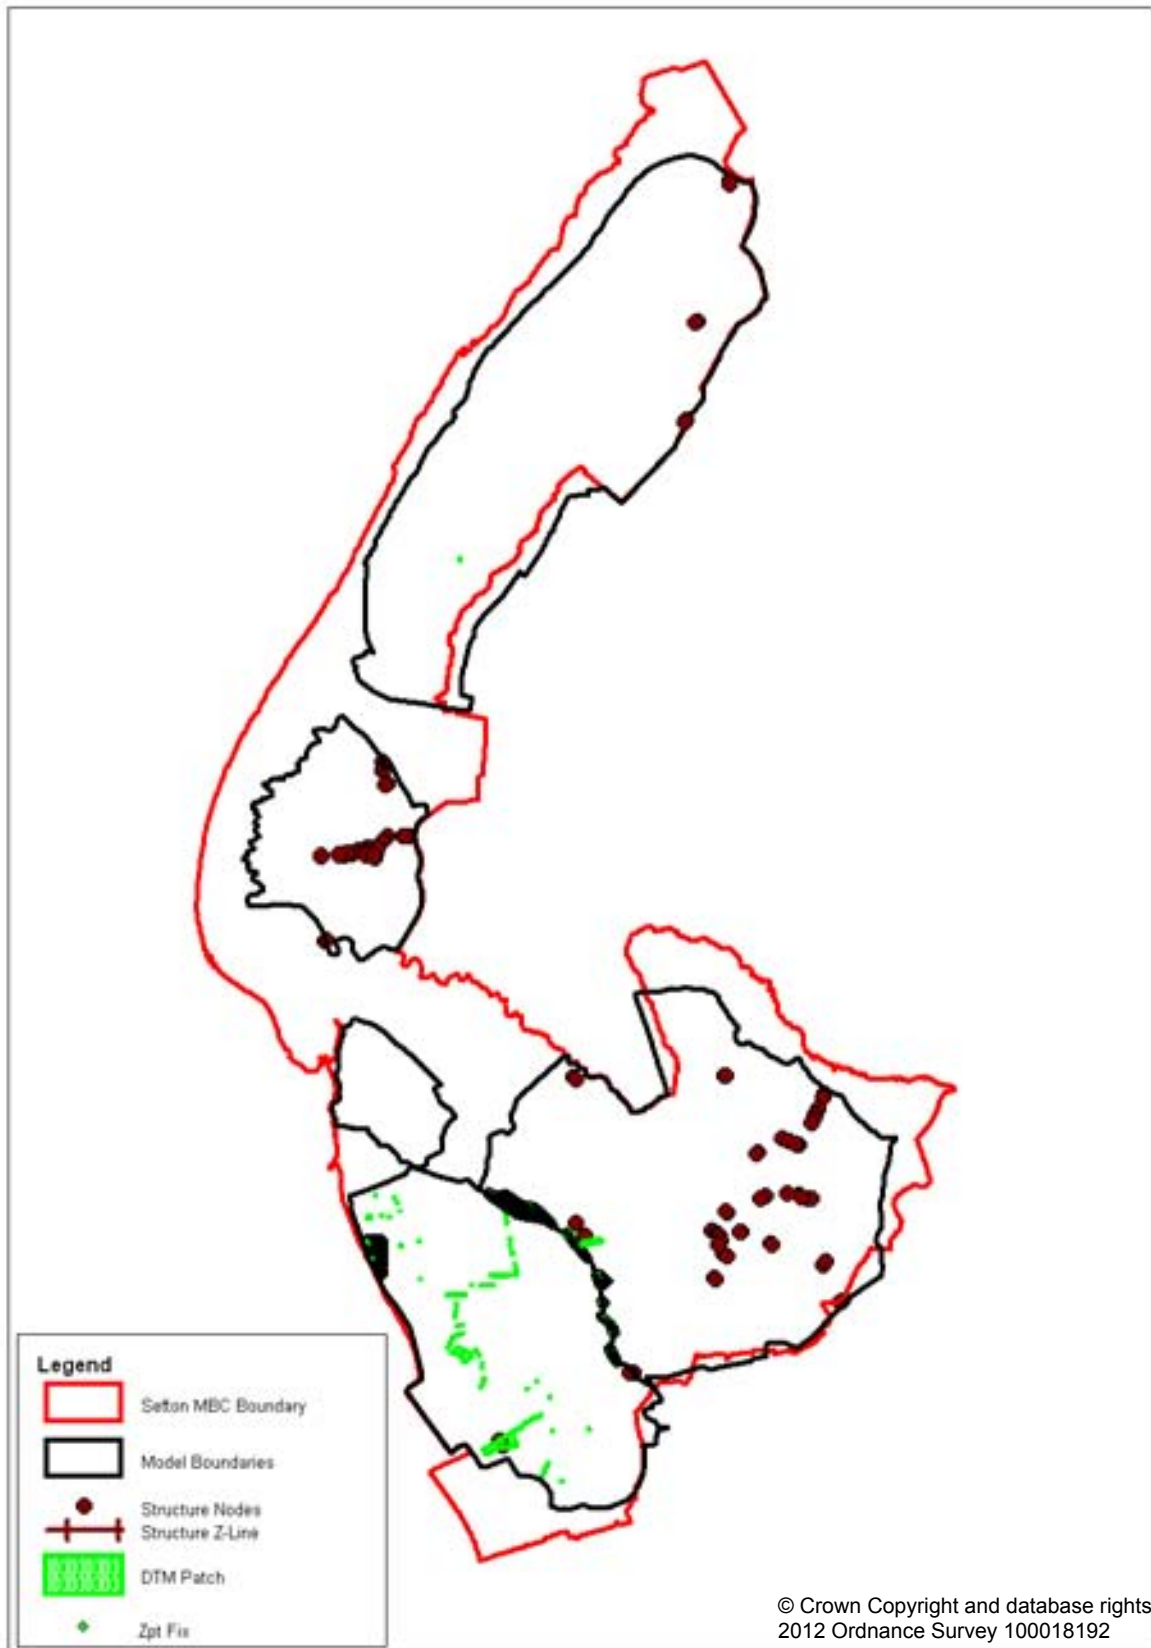 Legend
Sefton MBC Boundary
Model Boundaries
Structure Nodes
Structure Z-Line
DTM Patch
Zpt Fix
© Crown Copyright and database rights
2012 Ordnance Survey 100018192